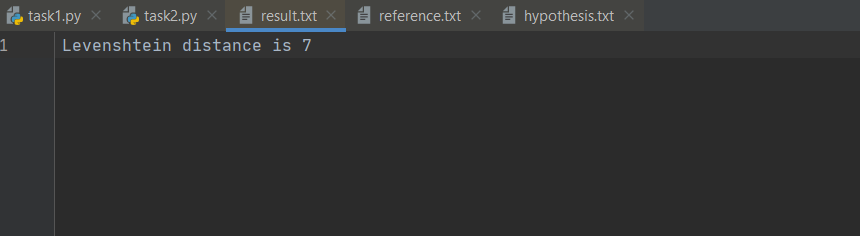 task1.py task2.py result.txt reference.txt hypothesis.txt
1 Levenshtein distance is 7